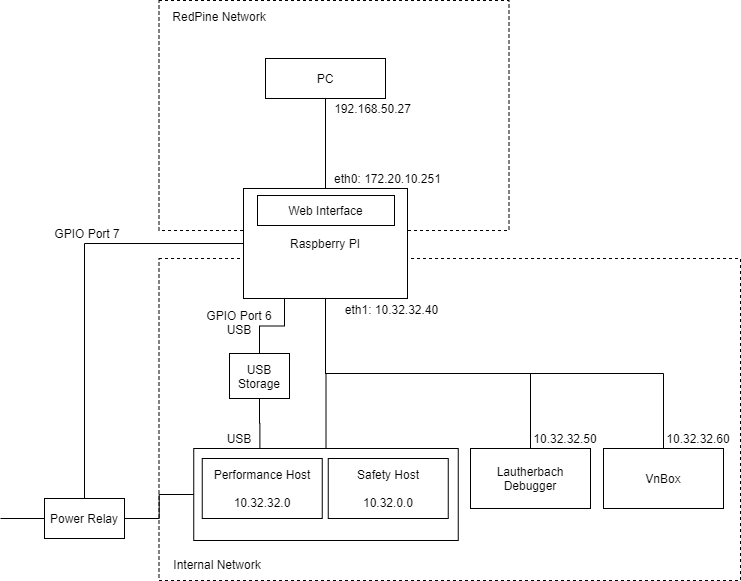 RedPine Network
PC
192.168.50.27
eth0: 172.20.10.251
Web Interface
GPIO Port 7
Raspberry PI
eth1: 10.32.32.40
GPIO Port 6
USB
USB
Storage
USB
10.32.32.50
10.32.32.60
Performance Host
Safety Host
Lautherbach
Debugger
VnBox
10.32.32.0
10.32.0.0
Power Relay
Internal Network